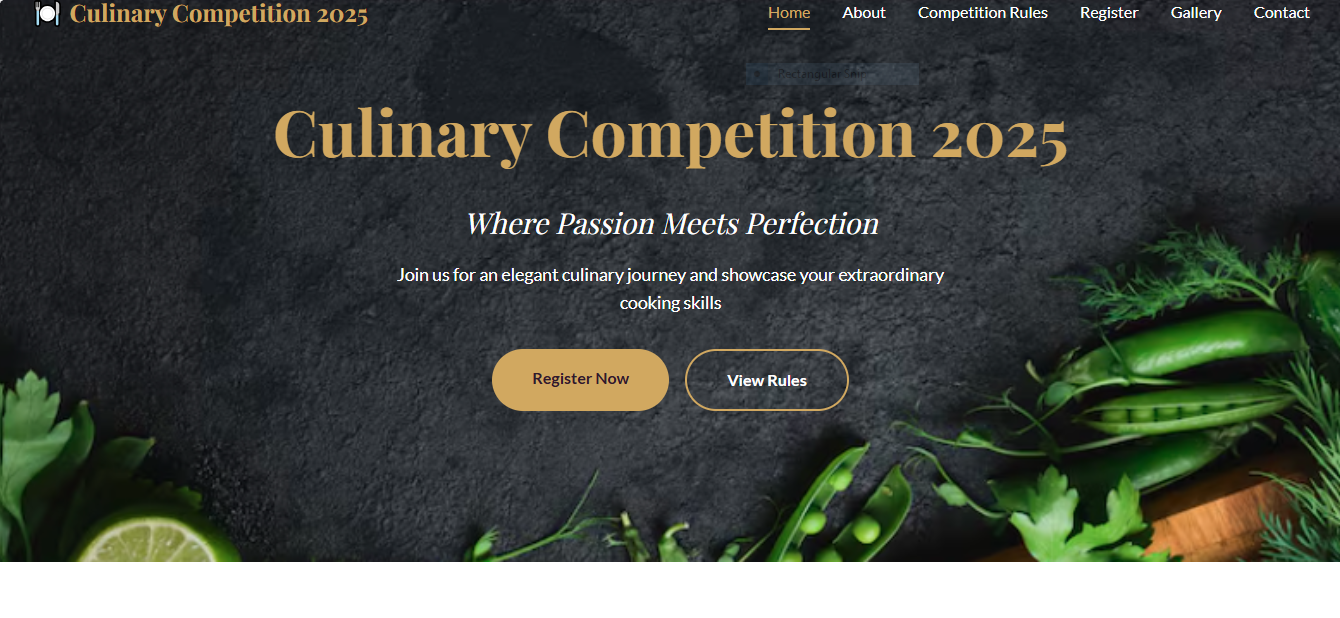 Culinary Competition 2025
Home About Competition Rules Register Gallery Contact
Culinary Competition 2025
Where Passion Meets Perfection
Join us for an elegant culinary journey and showcase your extraordinary
cooking skills
Register Now
View Rules